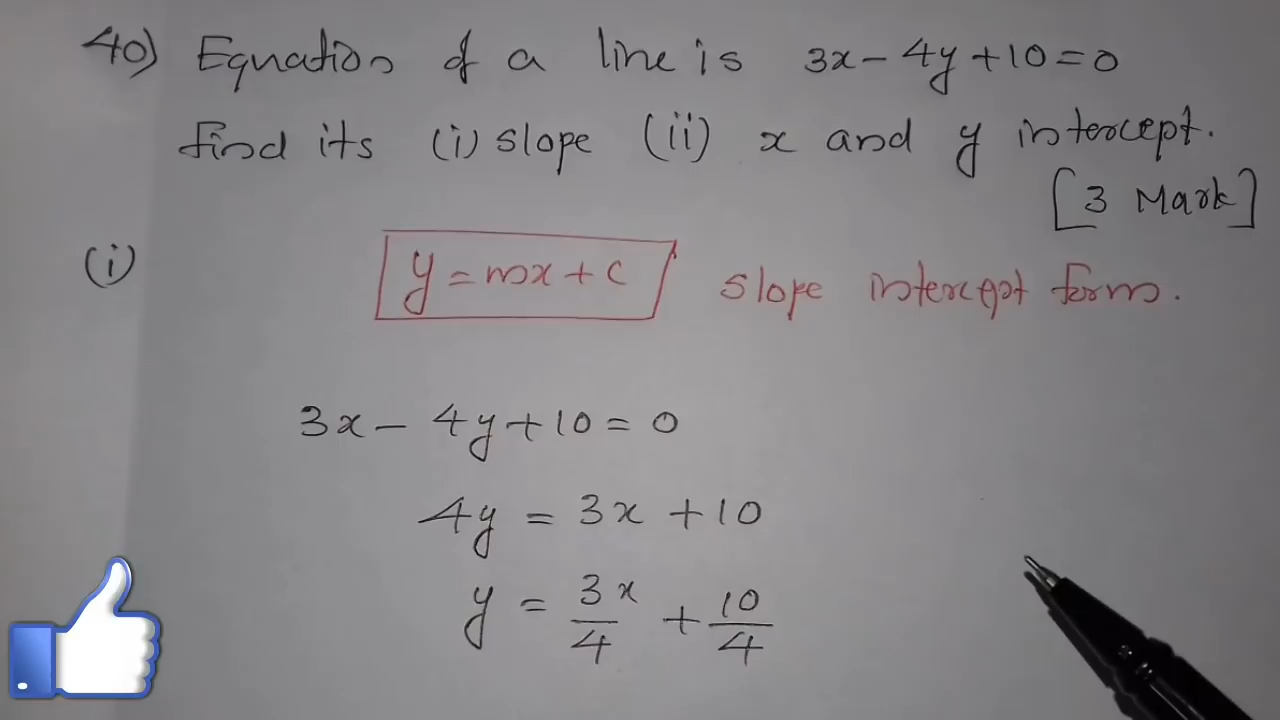 40) Equation of a line is 3x - 4y + 10 = 0
find its (i) slope (ii) x and y intercept.
[3 Mark]
(i) y = mx + c slope intercept form.
3x - 4y + 10 = 0
4y = 3x + 10
y = 3x/4 + 10/4